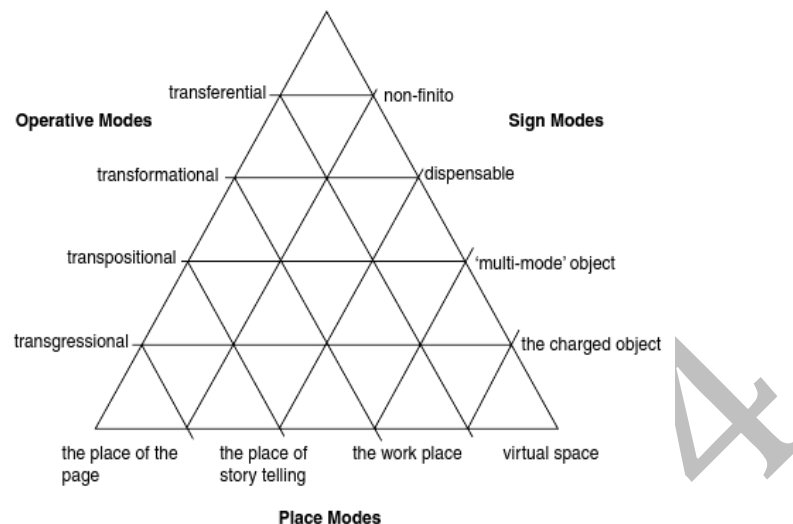 transferential
non-finito
Operative Modes
Sign Modes
transformational
dispensable
transpositional
'multi-mode' object
transgressional
the charged object
4
the place of the
page
the place of
story telling
the work place
virtual space
Place Modes